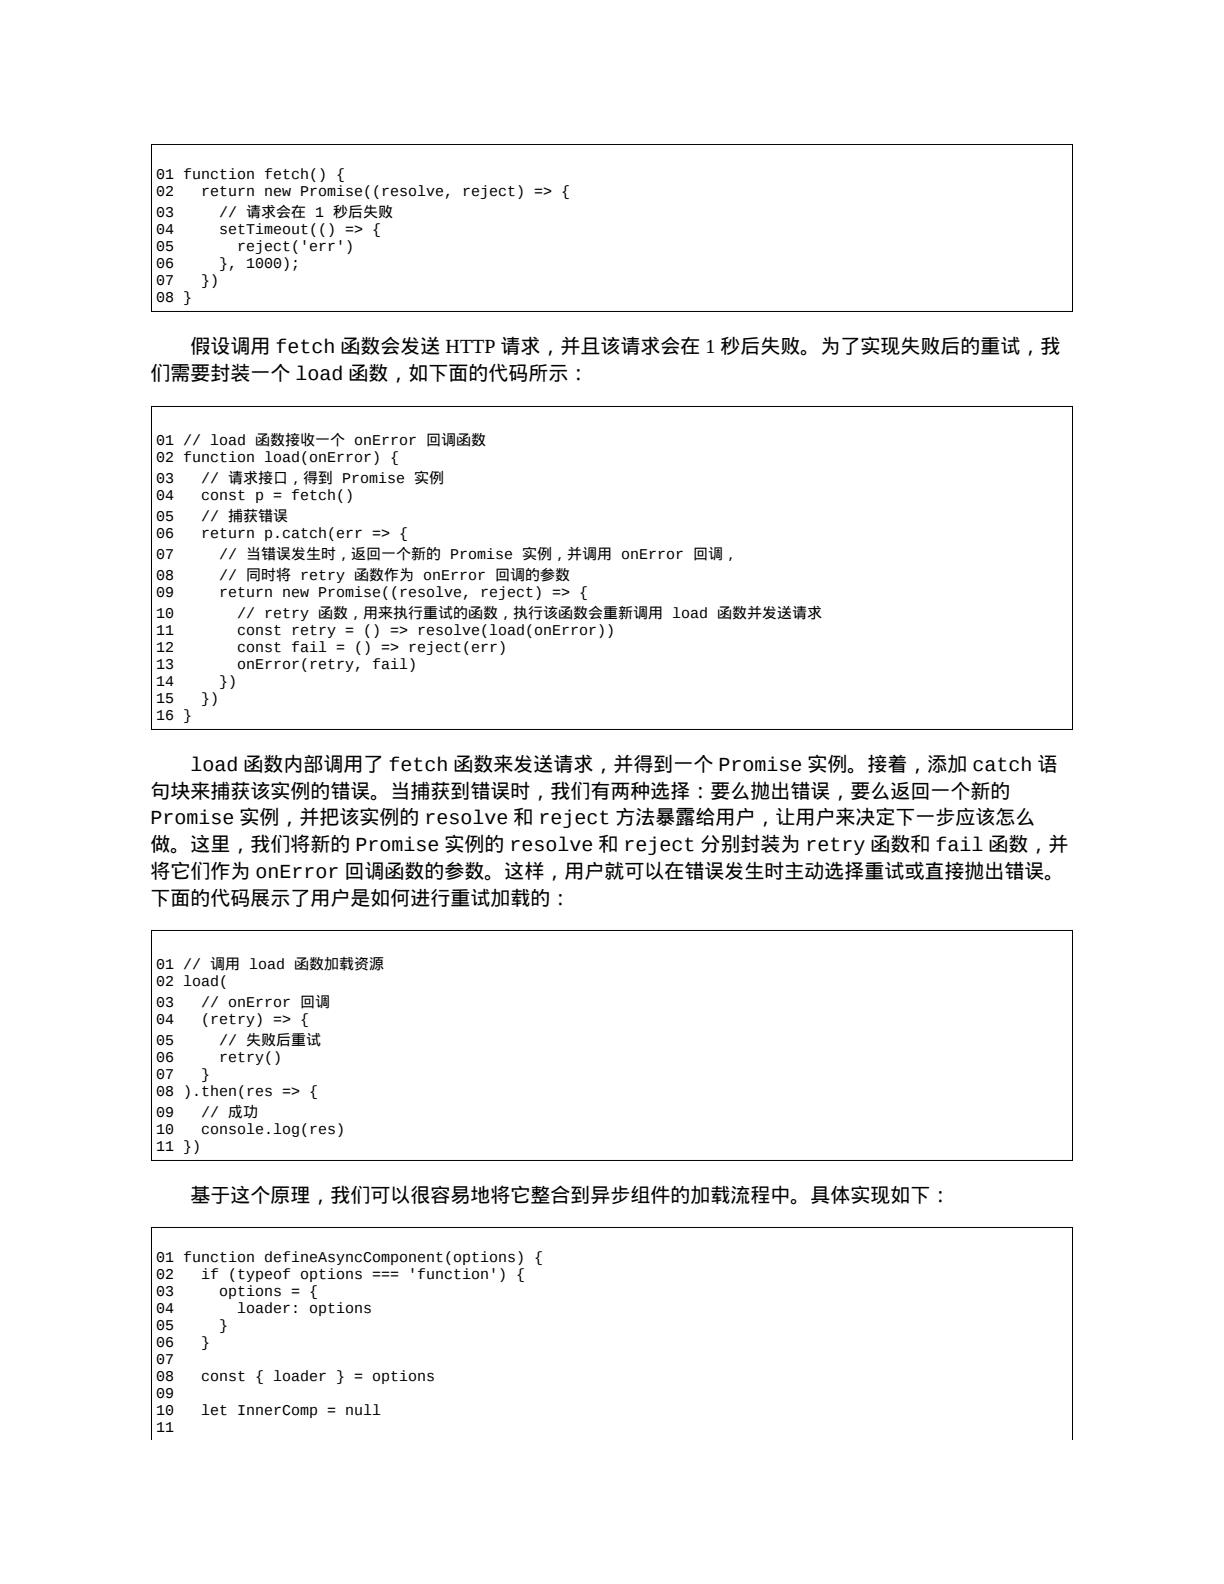 01 function fetch() {
02   return new Promise((resolve, reject) => {
03     // 请求会在 1 秒后失败
04     setTimeout(() => {
05       reject('err')
06     }, 1000);
07   })
08 }
假设调用 fetch 函数会发送 HTTP 请求，并且该请求会在 1 秒后失败。为了实现失败后的重试，我
们需要封装一个 load 函数，如下面的代码所示：
01 // load 函数接收一个 onError 回调函数
02 function load(onError) {
03   // 请求接口，得到 Promise 实例
04   const p = fetch()
05   // 捕获错误
06   return p.catch(err => {
07     // 当错误发生时，返回一个新的 Promise 实例，并调用 onError 回调，
08     // 同时将 retry 函数作为 onError 回调的参数
09     return new Promise((resolve, reject) => {
10       // retry 函数，用来执行重试的函数，执行该函数会重新调用 load 函数并发送请求
11       const retry = () => resolve(load(onError))
12       const fail = () => reject(err)
13       onError(retry, fail)
14     })
15   })
16 }
load 函数内部调用了 fetch 函数来发送请求，并得到一个 Promise 实例。接着，添加 catch 语
句块来捕获该实例的错误。当捕获到错误时，我们有两种选择：要么抛出错误，要么返回一个新的
Promise 实例，并把该实例的 resolve 和 reject 方法暴露给用户，让用户来决定下一步应该怎么
做。这里，我们将新的 Promise 实例的 resolve 和 reject 分别封装为 retry 函数和 fail 函数，并
将它们作为 onError 回调函数的参数。这样，用户就可以在错误发生时主动选择重试或直接抛出错误。
下面的代码展示了用户是如何进行重试加载的：
01 // 调用 load 函数加载资源
02 load(
03   // onError 回调
04   (retry) => {
05     // 失败后重试
06     retry()
07   }
08 ).then(res => {
09   // 成功
10   console.log(res)
11 })
基于这个原理，我们可以很容易地将它整合到异步组件的加载流程中。具体实现如下：
01 function defineAsyncComponent(options) {
02   if (typeof options === 'function') {
03     options = {
04       loader: options
05     }
06   }
07
08   const { loader } = options
09
10   let InnerComp = null
11